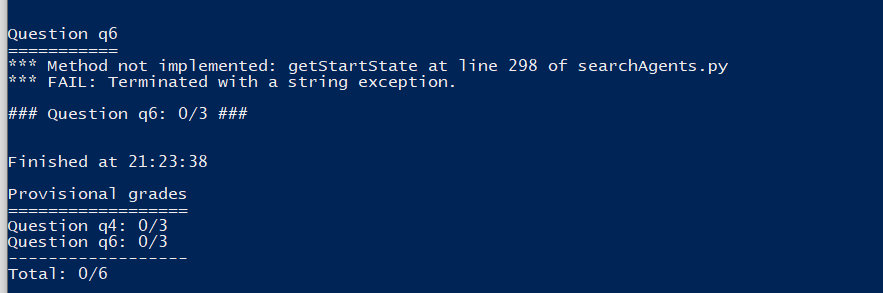 Question q6
===========
*** Method not implemented: getStartState at line 298 of searchAgents.py
*** FAIL: Terminated with a string exception.
### Question q6: 0/3 ###
Finished at 21:23:38
Provisional grades
==================
Question q4: 0/3
Question q6: 0/3
------------------
Total: 0/6